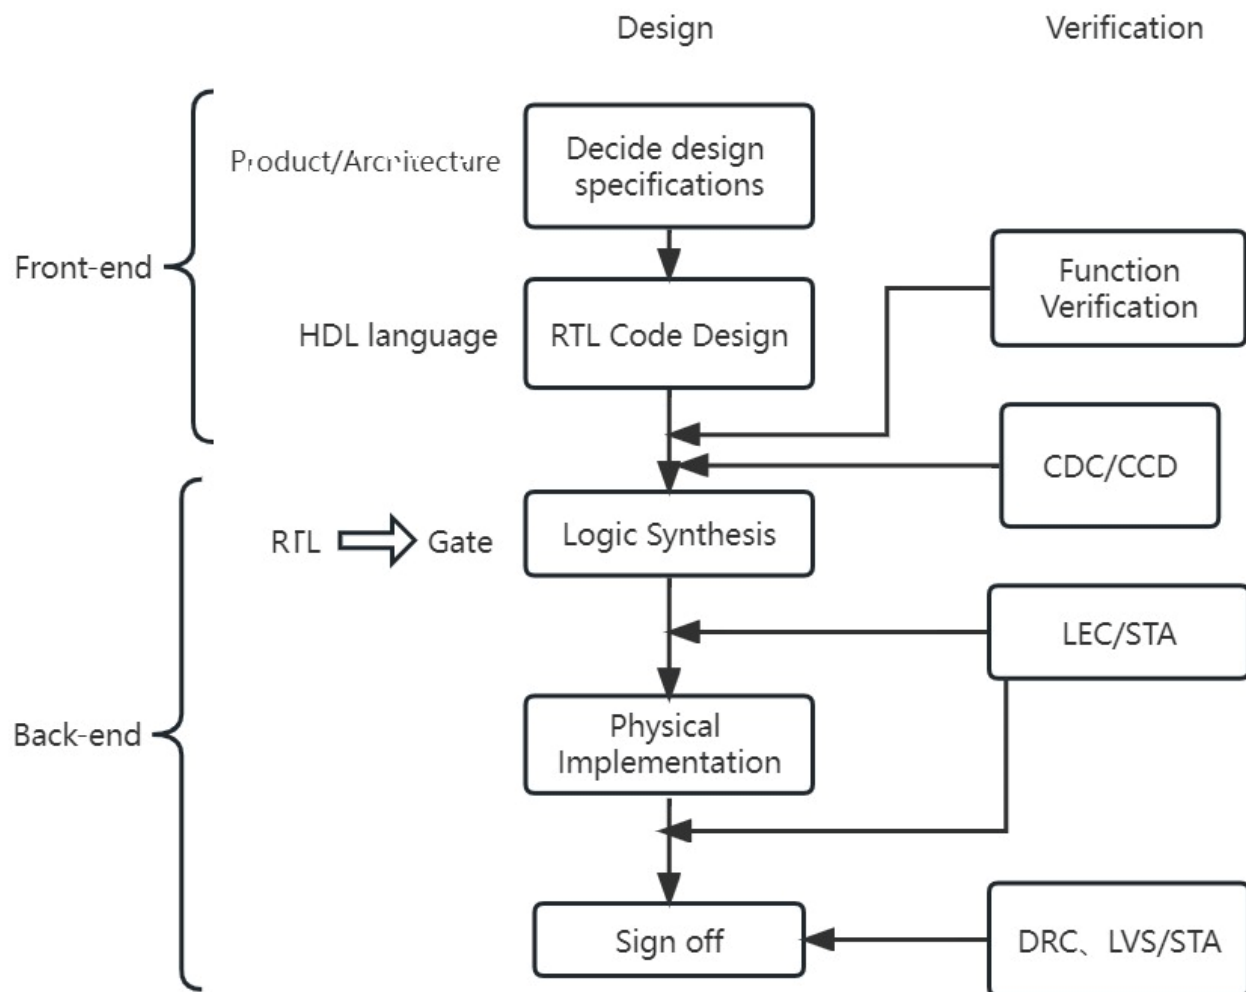 Design
Verification
Product/Architecture
Decide design
specifications
Front-end
Function
Verification
HDL language
RTL Code Design
CDC/CCD
RTL
Gate
Logic Synthesis
LEC/STA
Back-end
Physical
Implementation
Sign off
DRC、LVS/STA